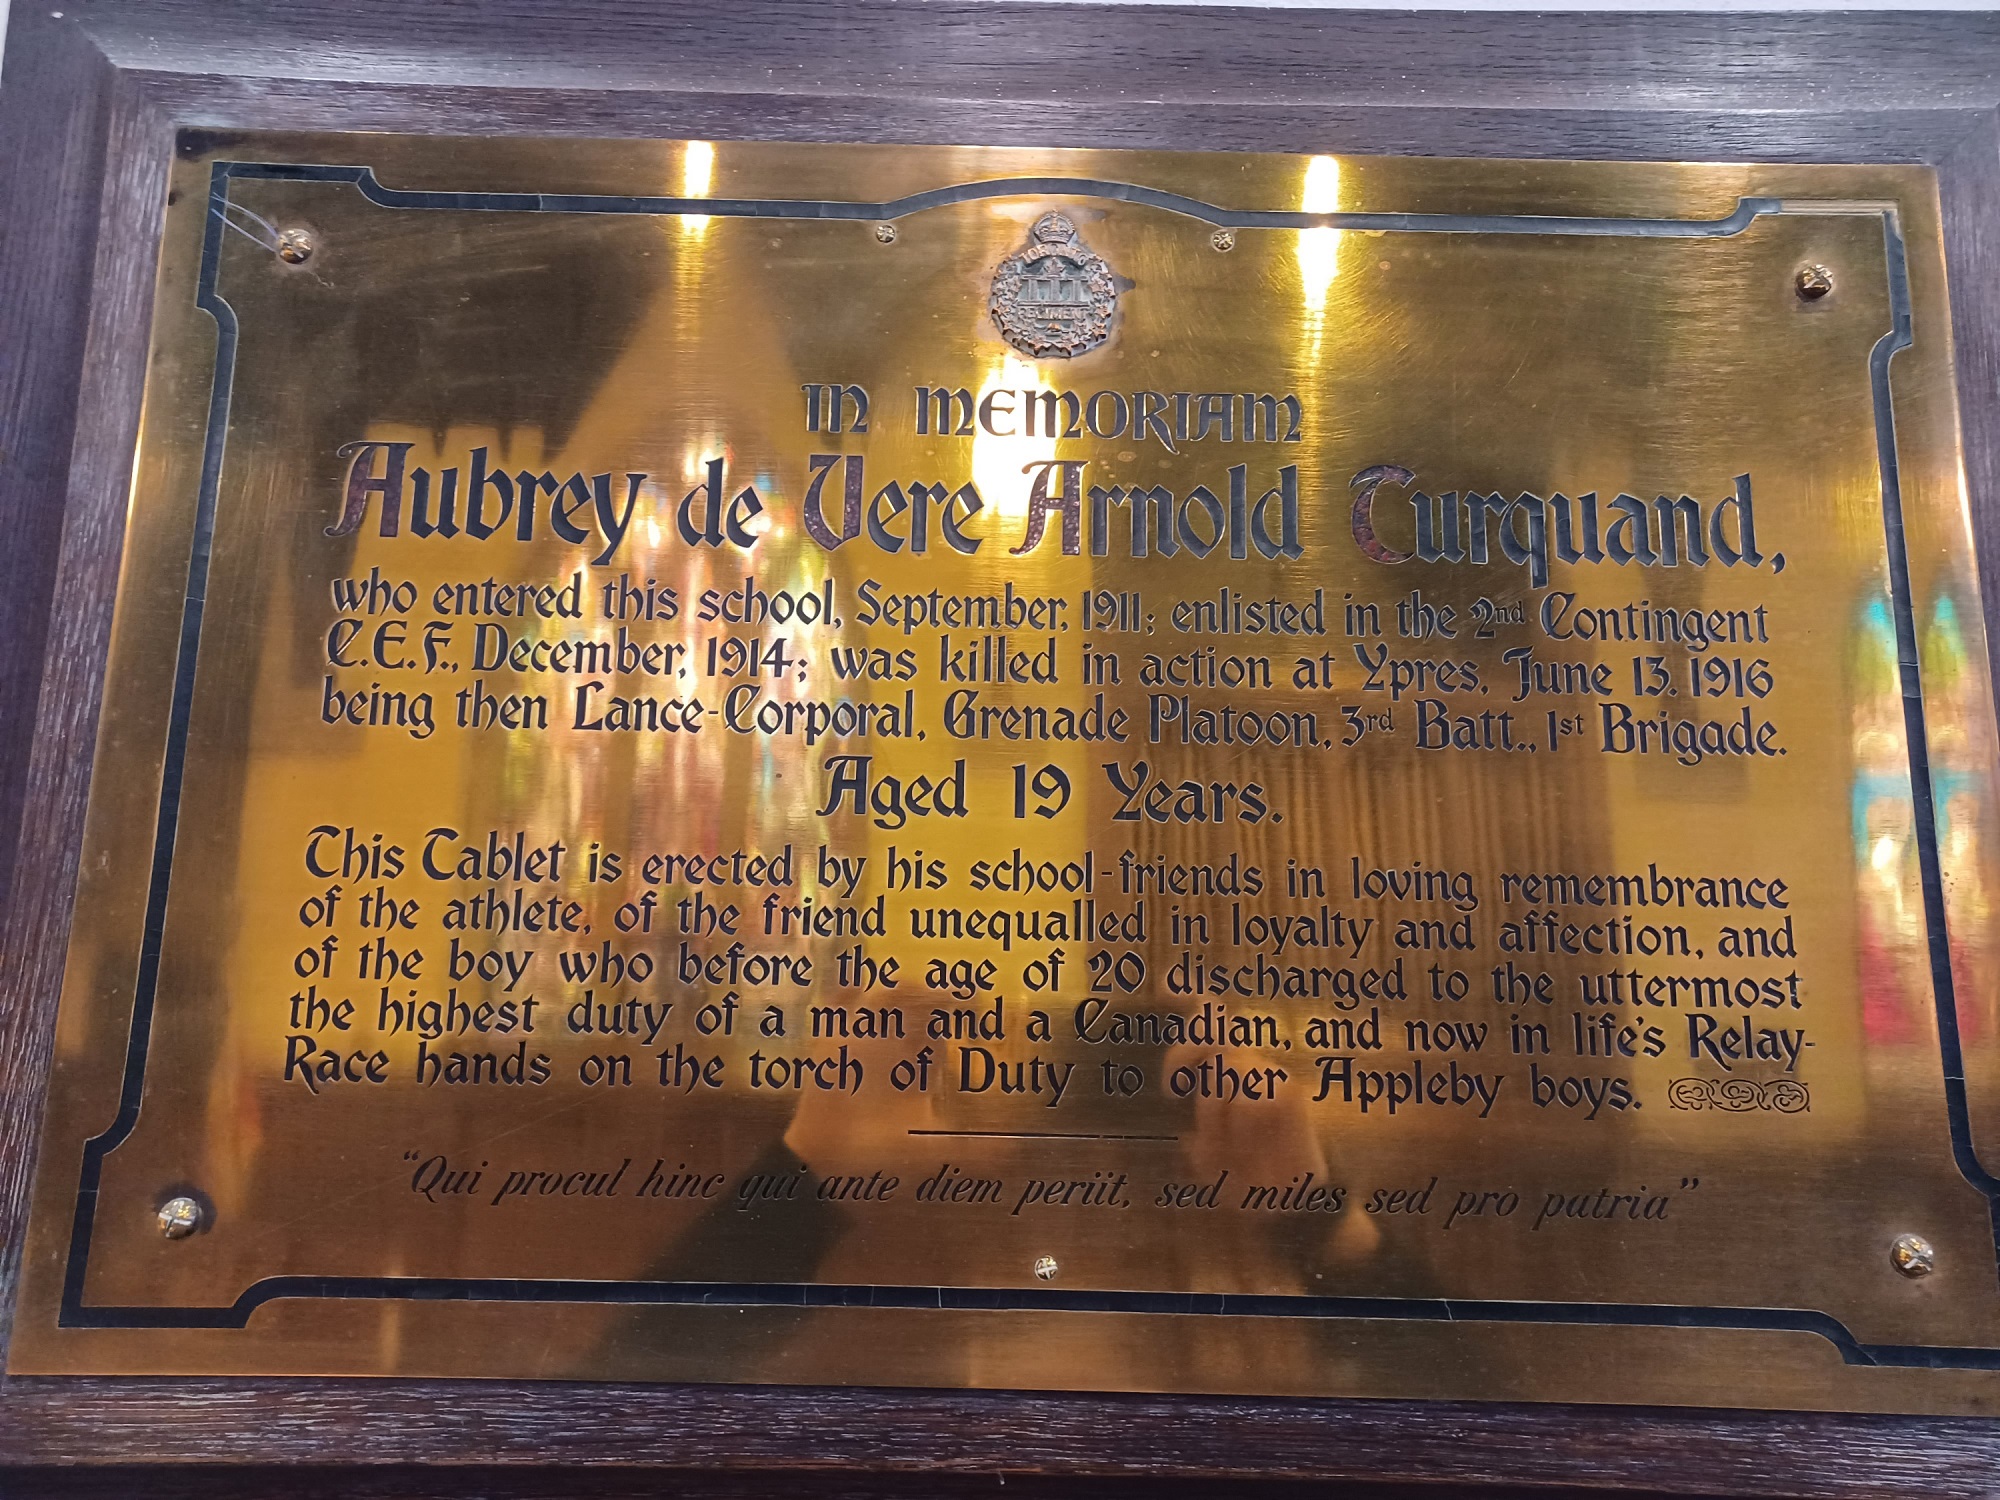 TORONTO
III
REGIMENT
IN MEMORIAM
Aubrey de Vere Arnold Turquand,
who entered this school, September, 1911; enlisted in the 2nd Contingent
C.E.F., December, 1914; was killed in action at Ypres, June 13, 1916
being then Lance-Corporal, Grenade Platoon, 3rd Batt., 1st Brigade.
Aged 19 Years.
This Tablet is erected by his school-friends in loving remembrance
of the athlete, of the friend unequalled in loyalty and affection, and
of the boy who before the age of 20 discharged to the uttermost
the highest duty of a man and a Canadian, and now in life's Relay-
Race hands on the torch of Duty to other Appleby boys.
"Qui procul hinc qui ante diem periit, sed miles sed pro patria"